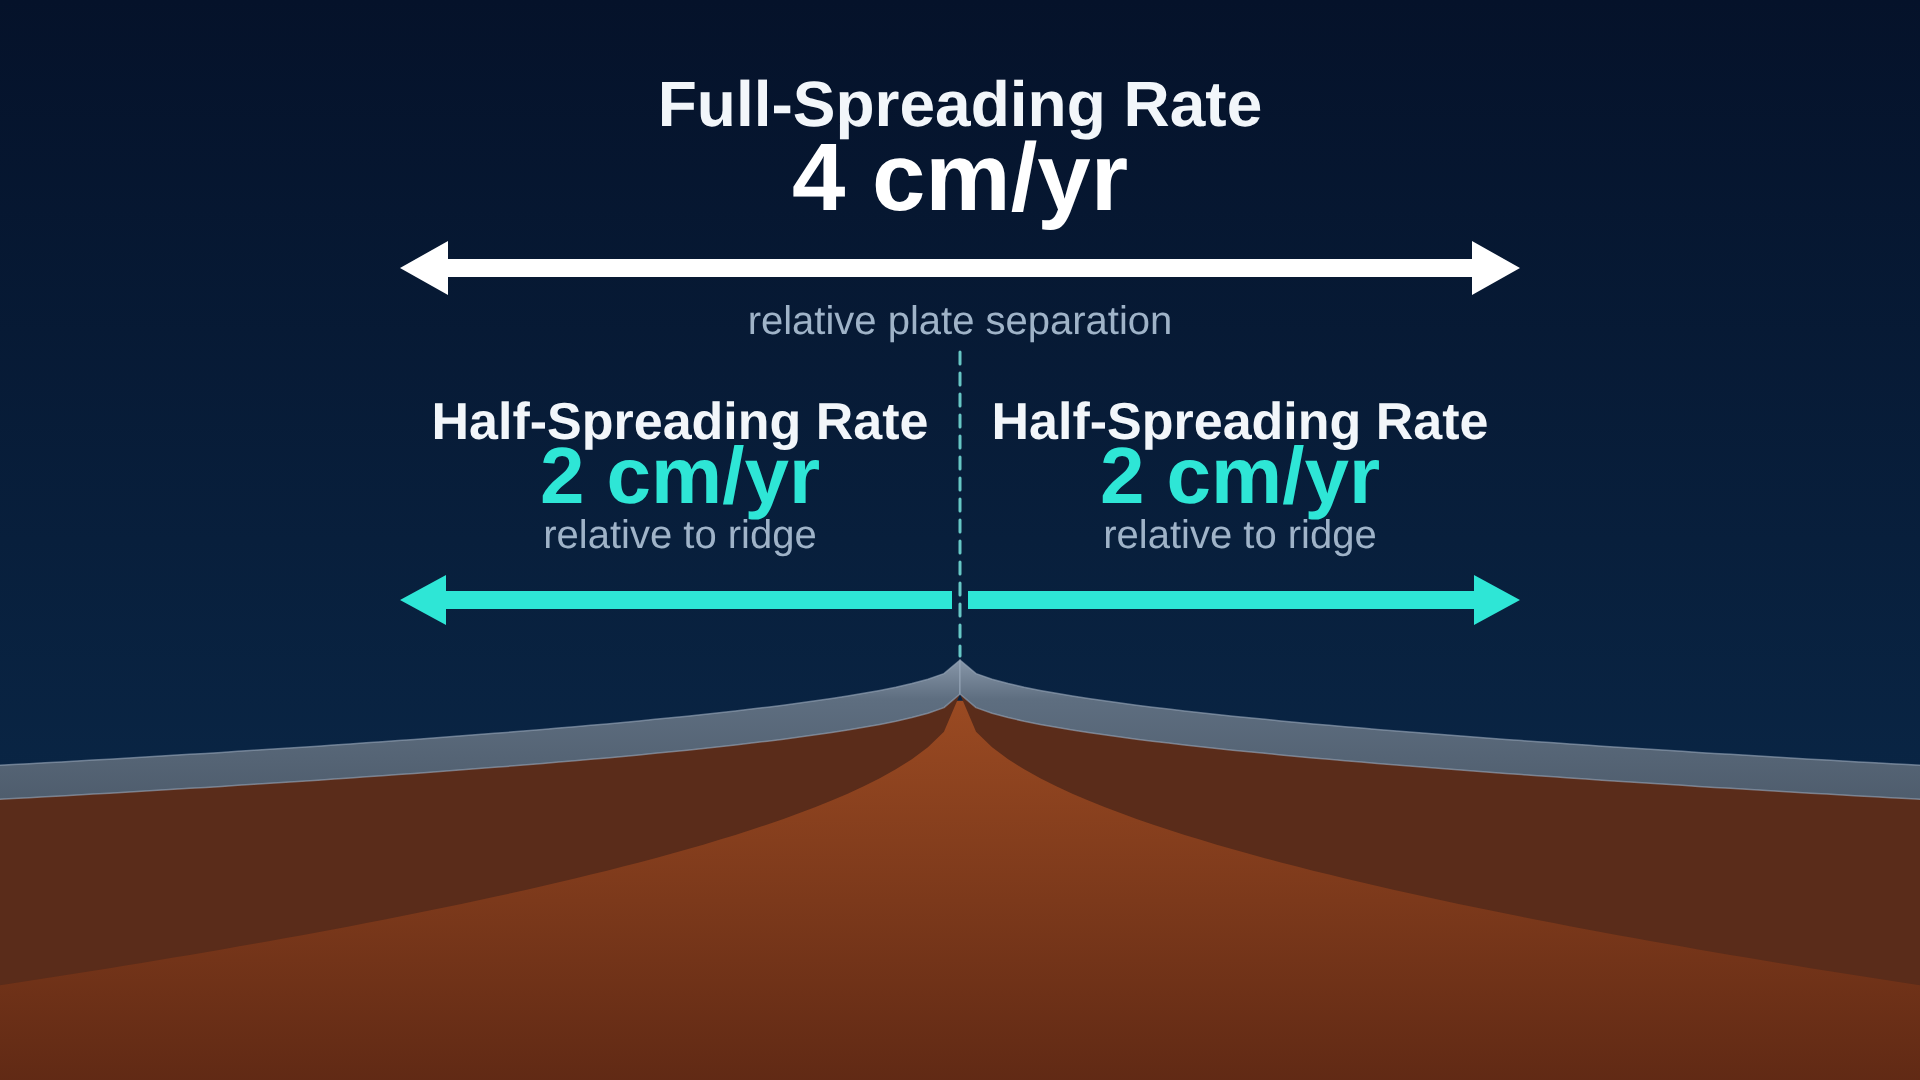 Full-Spreading Rate
4 cm/yr
relative plate separation
Half-Spreading Rate
2 cm/yr
relative to ridge
Half-Spreading Rate
2 cm/yr
relative to ridge